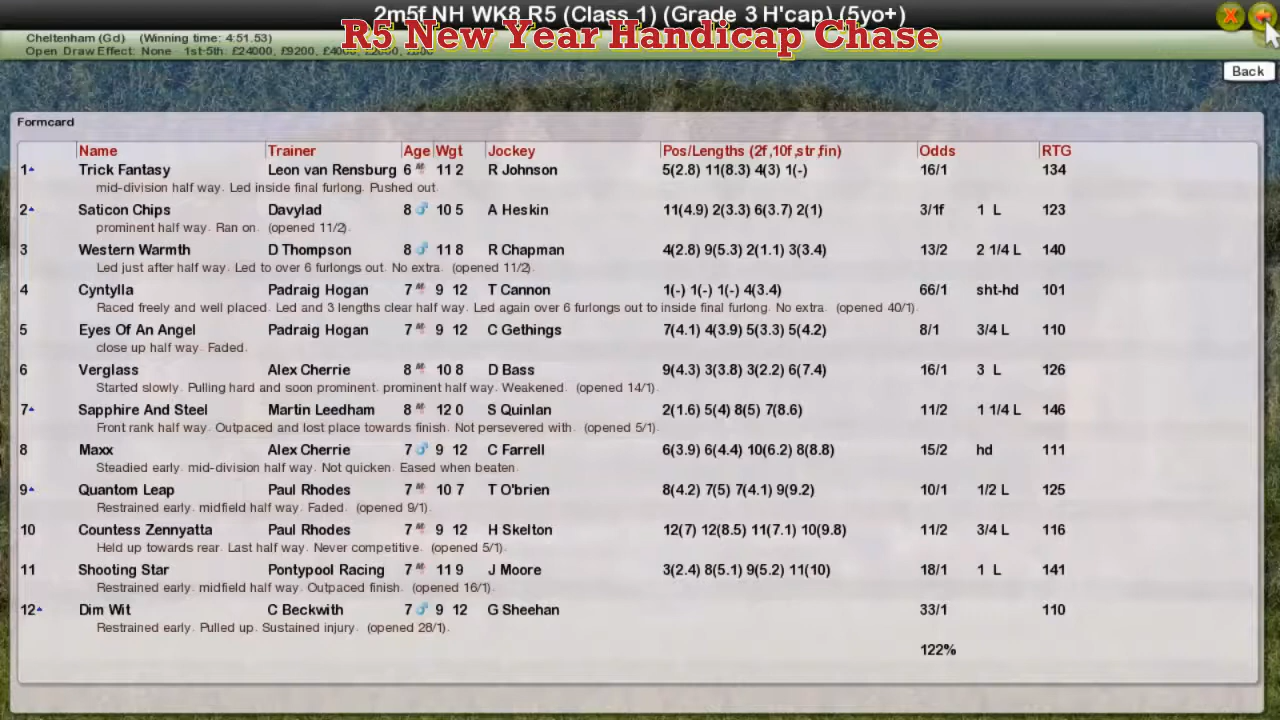 2m5f NH WK8 R5 (Class 1) (Grade 3 H'cap) (5yo+)
R5 New Year Handicap Chase
Cheltenham (Gd) (Winning time: 4:51.53)
Open Draw Effect: None 1st-5th: £24000, £9200,
Back
Formcard
Name Trainer Age Wgt Jockey Pos/Lengths (2f,10f,str,fin) Odds RTG
1 Trick Fantasy Leon van Rensburg 6 11 2 R Johnson 5(2.8) 11(8.3) 4(3) 1(-) 16/1 134
mid-division half way. Led inside final furlong. Pushed out.
2 Saticon Chips Davylad 8 10 5 A Heskin 11(4.9) 2(3.3) 6(3.7) 2(1) 3/1f 1 L 123
prominent half way. Ran on. (opened 11/2).
3 Western Warmth D Thompson 8 11 8 R Chapman 4(2.8) 9(5.3) 2(1.1) 3(3.4) 13/2 2 1/4 L 140
Led just after half way. Led to over 6 furlongs out. No extra. (opened 11/2).
4 Cyntylla Padraig Hogan 7 9 12 T Cannon 1(-) 1(-) 1(-) 4(3.4) 66/1 sht-hd 101
Raced freely and well placed. Led and 3 lengths clear half way. Led again over 6 furlongs out to inside final furlong. No extra. (opened 40/1).
5 Eyes Of An Angel Padraig Hogan 7 9 12 C Gethings 7(4.1) 4(3.9) 5(3.3) 5(4.2) 8/1 3/4 L 110
close up half way. Faded.
6 Verglass Alex Cherrie 8 10 8 D Bass 9(4.3) 3(3.8) 3(2.2) 6(7.4) 16/1 3 L 126
Started slowly. Pulling hard and soon prominent. prominent half way. Weakened. (opened 14/1).
7 Sapphire And Steel Martin Leedham 8 12 0 S Quinlan 2(1.6) 5(4) 8(5) 7(8.6) 11/2 1 1/4 L 146
Front rank half way. Outpaced and lost place towards finish. Not persevered with. (opened 5/1).
8 Maxx Alex Cherrie 7 9 12 C Farrell 6(3.9) 6(4.4) 10(6.2) 8(8.8) 15/2 hd 111
Steadied early. mid-division half way. Not quicken. Eased when beaten.
9 Quantom Leap Paul Rhodes 7 10 7 T O'brien 8(4.2) 7(5) 7(4.1) 9(9.2) 10/1 1/2 L 125
Restrained early. midfield half way. Faded. (opened 9/1).
10 Countess Zennyatta Paul Rhodes 7 9 12 H Skelton 12(7) 12(8.5) 11(7.1) 10(9.8) 11/2 3/4 L 116
Held up towards rear. Last half way. Never competitive. (opened 5/1).
11 Shooting Star Pontypool Racing 7 11 9 J Moore 3(2.4) 8(5.1) 9(5.2) 11(10) 18/1 1 L 141
Restrained early. midfield half way. Outpaced finish. (opened 16/1).
12 Dim Wit C Beckwith 7 9 12 G Sheehan 33/1 110
Restrained early. Pulled up. Sustained injury. (opened 28/1).
122%